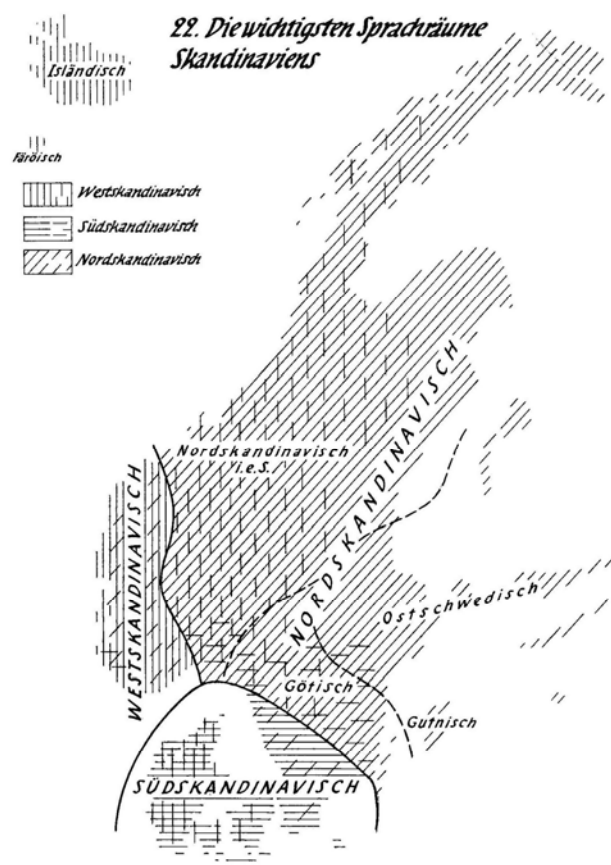 22. Die wichtigsten Sprachräume
Skandinaviens
Isländisch
Färöisch
Westskandinavisch
Südskandinavisch
Nordskandinavisch
NORDSKANDINAVISCH
Nordskandinavisch
i.e.S.
WESTSKANDINAVISCH
Ostschwedisch
Götisch
Gutnisch
SÜDSKANDINAVISCH